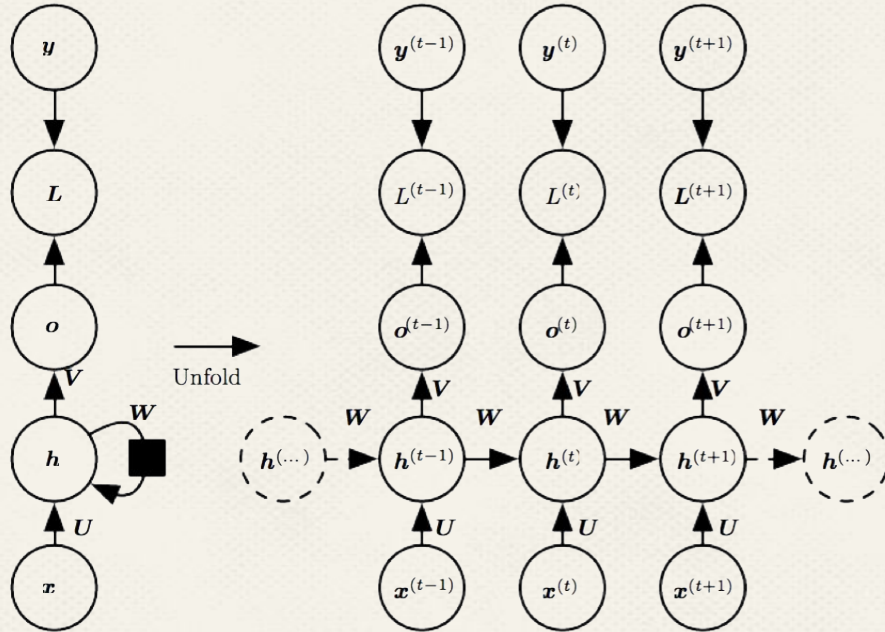 y y^(t−1) y^(t) y^(t+1)
L L^(t−1) L^(t) L^(t+1)
o o^(t−1) o^(t) o^(t+1)
Unfold
V V V V
W W W W W
h h^(...) h^(t−1) h^(t) h^(t+1) h^(...)
U U U U
x x^(t−1) x^(t) x^(t+1)